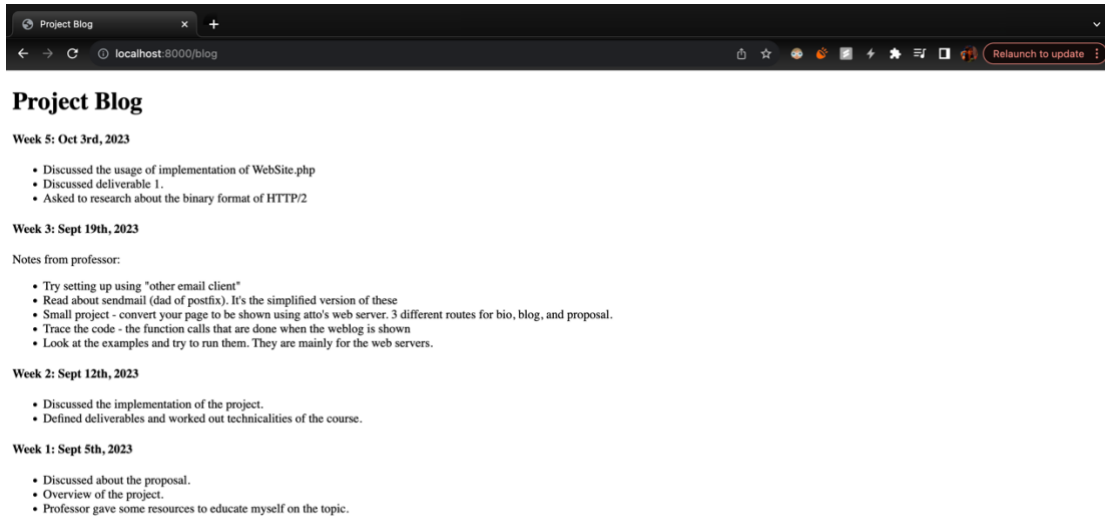 Project Blog
localhost:8000/blog
Relaunch to update
Project Blog
Week 5: Oct 3rd, 2023
Discussed the usage of implementation of WebSite.php
Discussed deliverable 1.
Asked to research about the binary format of HTTP/2
Week 3: Sept 19th, 2023
Notes from professor:
Try setting up using "other email client"
Read about sendmail (dad of postfix). It's the simplified version of these
Small project - convert your page to be shown using atto's web server. 3 different routes for bio, blog, and proposal.
Trace the code - the function calls that are done when the weblog is shown
Look at the examples and try to run them. They are mainly for the web servers.
Week 2: Sept 12th, 2023
Discussed the implementation of the project.
Defined deliverables and worked out technicalities of the course.
Week 1: Sept 5th, 2023
Discussed about the proposal.
Overview of the project.
Professor gave some resources to educate myself on the topic.